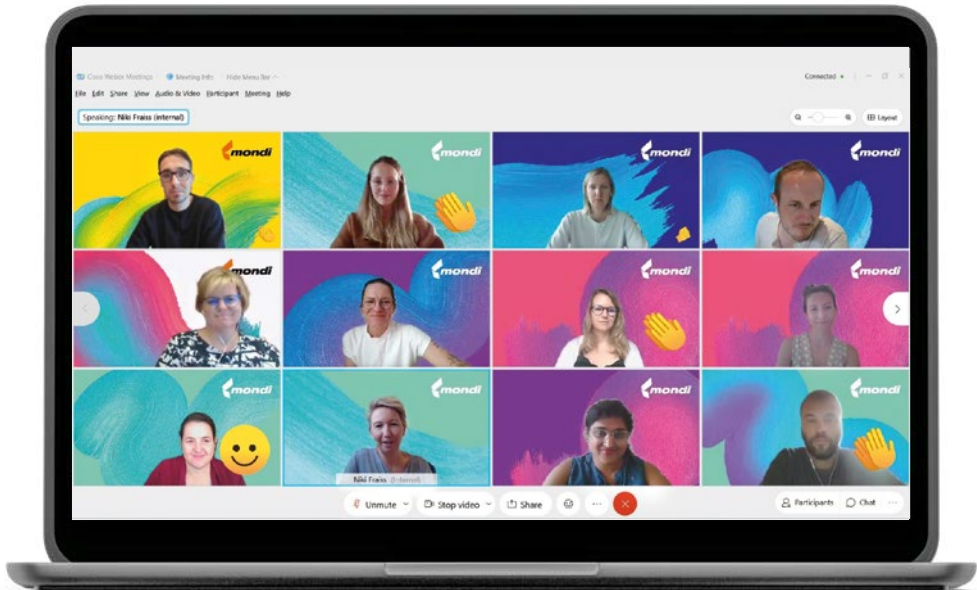 Cisco Webex Meetings Meeting Info Hide Menu Bar Connected
File Edit Share View Audio & Video Participant Meeting Help
Speaking: Niki Fraiss (internal) Layout
mondi mondi mondi mondi
mondi mondi mondi mondi
mondi mondi mondi mondi
Niki Fraiss (internal)
Unmute Stop video Share Participants Chat